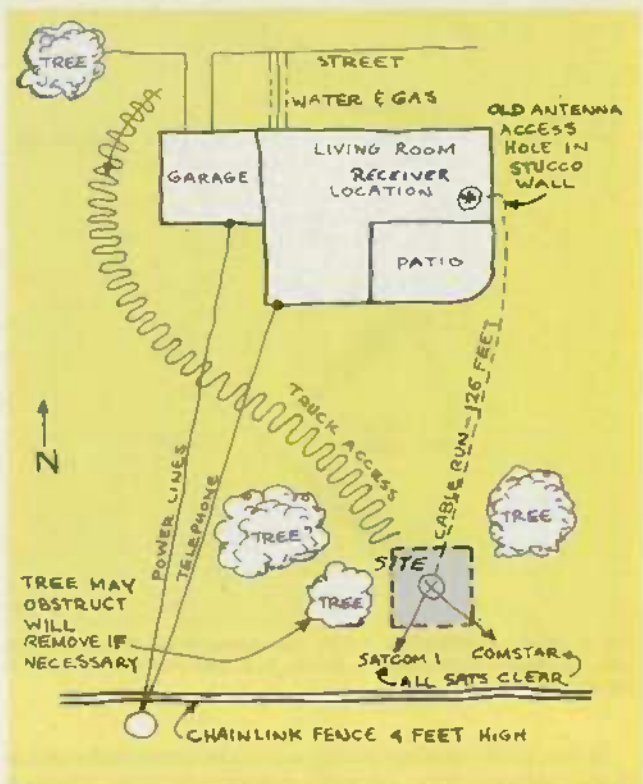 TREE
STREET
WATER & GAS
OLD ANTENNA
ACCESS
HOLE IN
STUCCO
WALL
LIVING ROOM
RECEIVER
LOCATION
GARAGE
PATIO
N
TRUCK ACCESS
CABLE RUN - 126 FEET
POWER LINES
TELEPHONE
TREE
TREE
SITE
TREE
TREE MAY
OBSTRUCT
WILL
REMOVE IF
NECESSARY
SATCOM I
COMSTAR
ALL SATS CLEAR
CHAINLINK FENCE 4 FEET HIGH